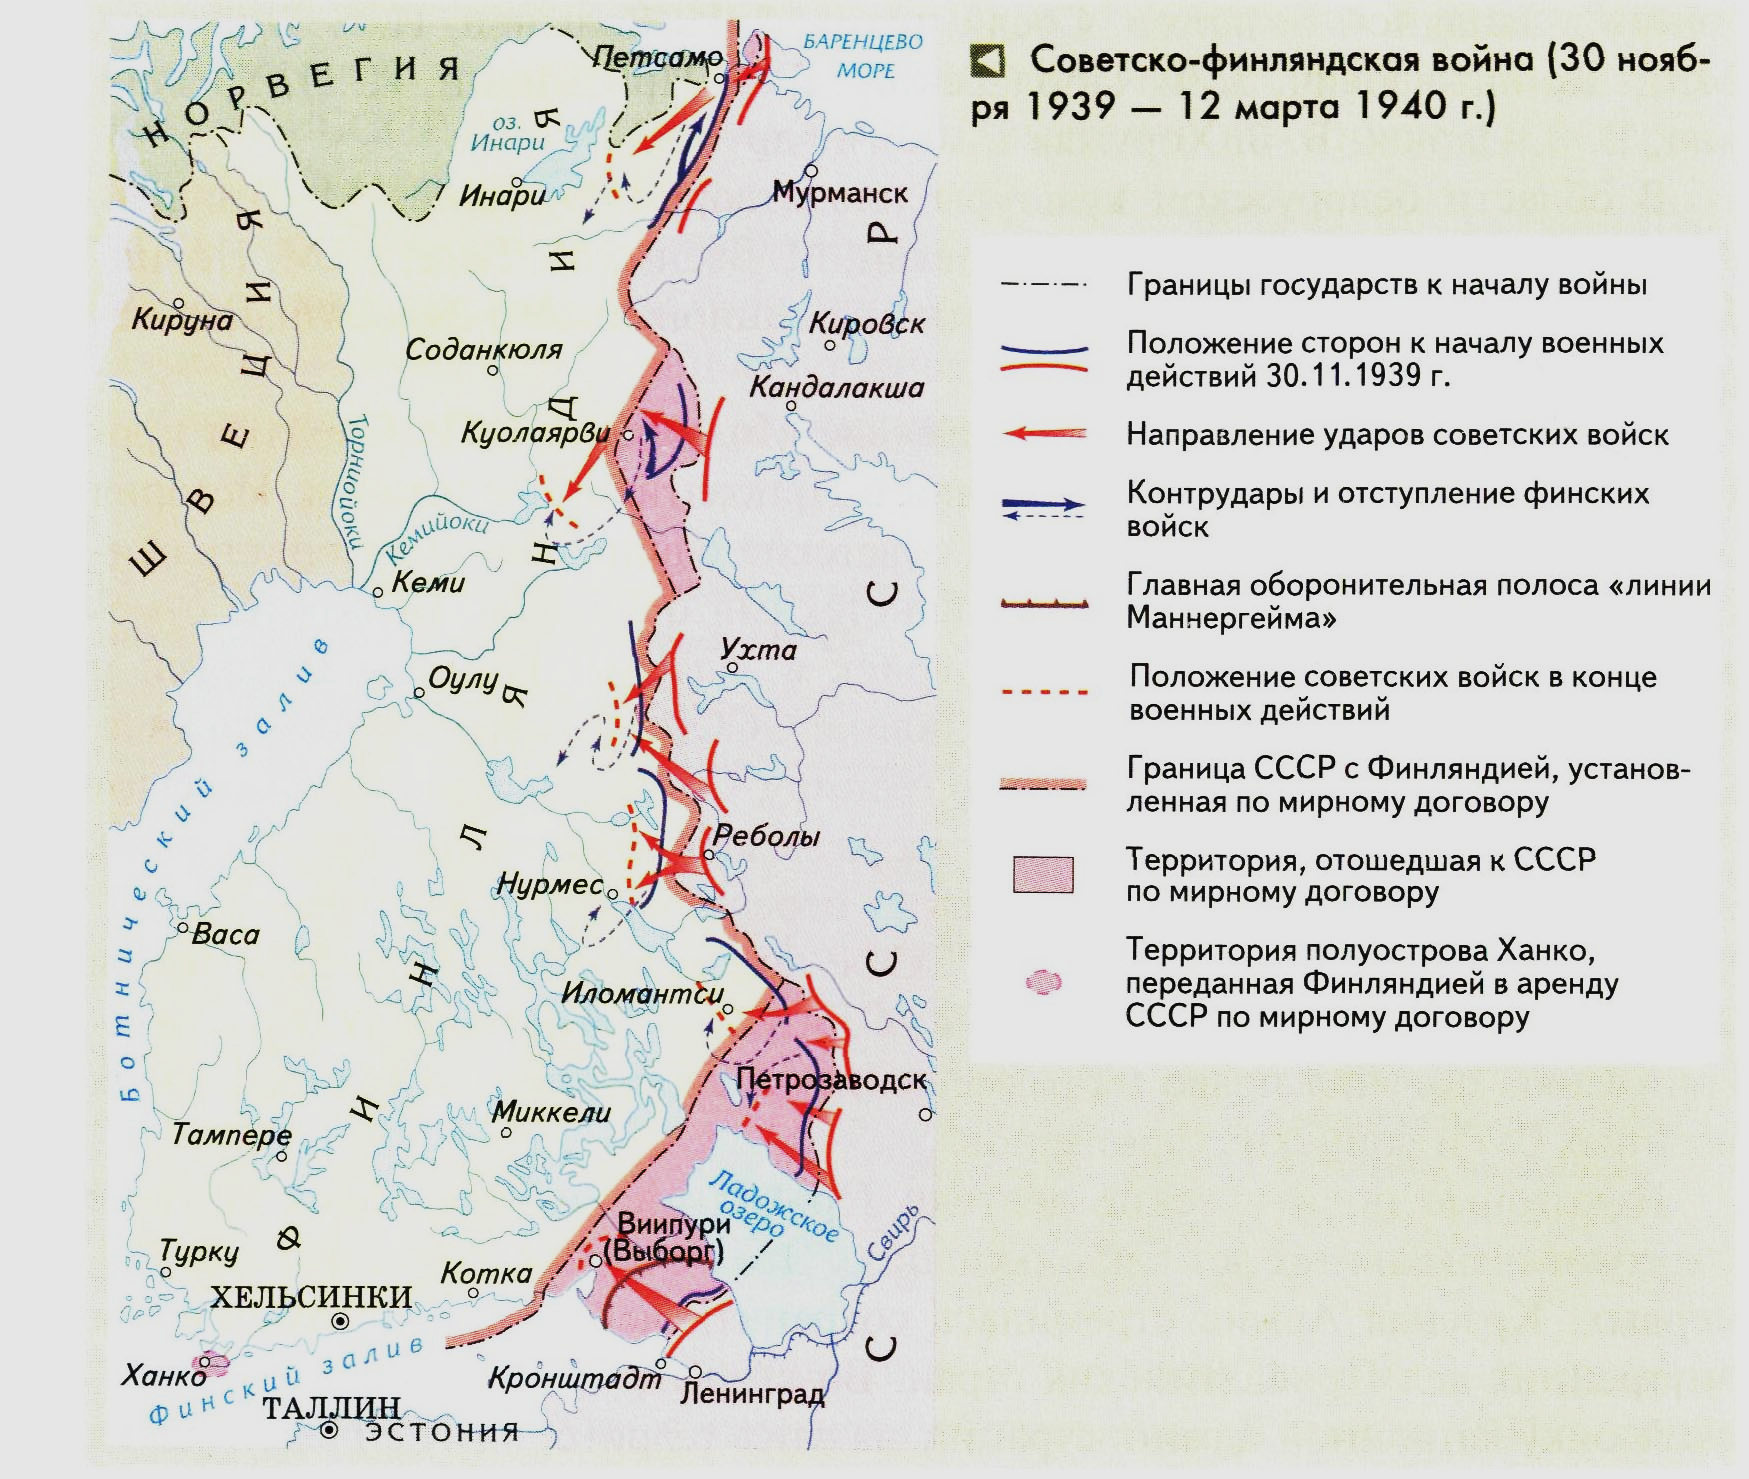 Советско-финляндская война (30 нояб-
ря 1939 — 12 марта 1940 г.)
Границы государств к началу войны
Положение сторон к началу военных
действий 30.11.1939 г.
Направление ударов советских войск
Контрудары и отступление финских
войск
Главная оборонительная полоса «линии
Маннергейма»
Положение советских войск в конце
военных действий
Граница СССР с Финляндией, установ-
ленная по мирному договору
Территория, отошедшая к СССР
по мирному договору
Территория полуострова Ханко,
переданная Финляндией в аренду
СССР по мирному договору
НОРВЕГИЯ
Петсамо
БАРЕНЦЕВО
МОРЕ
оз.
Инари
Инари
Мурманск
ШВЕЦИЯ
Кируна
Соданкюля
Кировск
Кандалакша
Куолаярви
Торниойоки
Кемийоки
Кеми
ФИНЛЯНДИЯ
СССР
Оулу
Ухта
Ботнический залив
Реболы
Нурмес
Васа
Иломантси
Петрозаводск
Миккели
Тампере
Ладожское
озеро
Виипури
(Выборг)
Свирь
Турку
Котка
ХЕЛЬСИНКИ
Ханко
Финский залив
Кронштадт
Ленинград
ТАЛЛИН
ЭСТОНИЯ